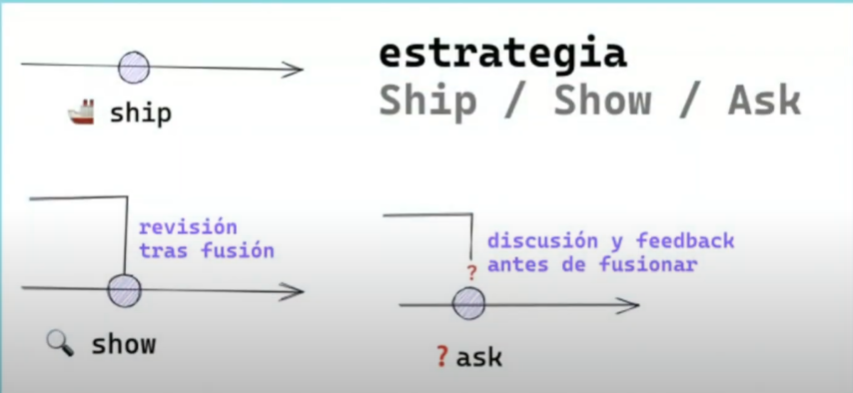 estrategia
Ship / Show / Ask
ship
revisión
tras fusión
show
discusión y feedback
? antes de fusionar
? ask